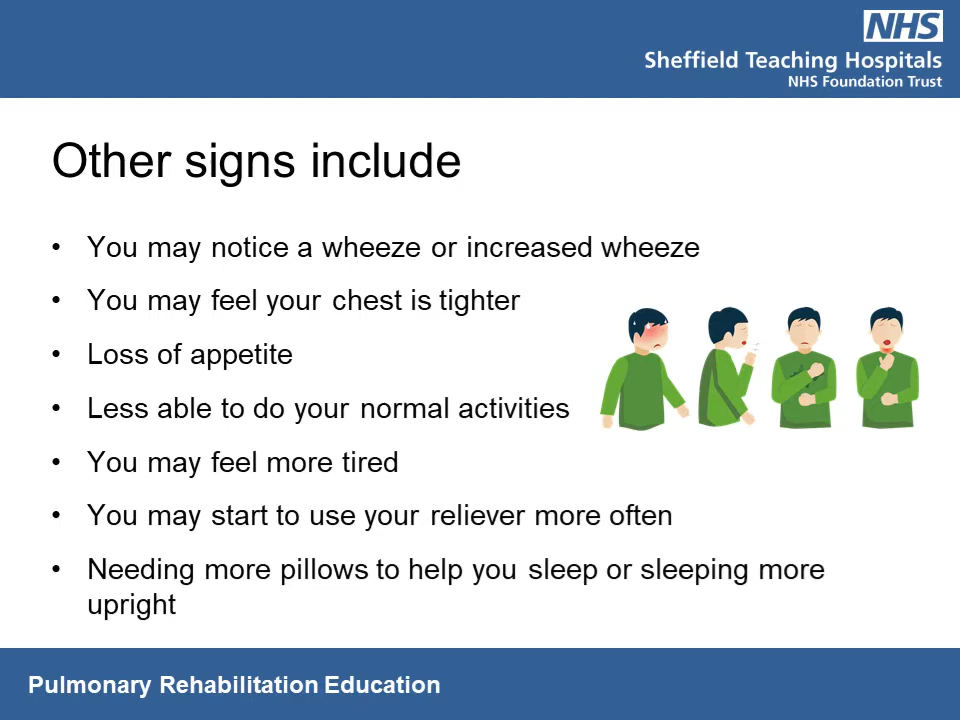 NHS
Sheffield Teaching Hospitals
NHS Foundation Trust
Other signs include
• You may notice a wheeze or increased wheeze
• You may feel your chest is tighter
• Loss of appetite
• Less able to do your normal activities
• You may feel more tired
• You may start to use your reliever more often
• Needing more pillows to help you sleep or sleeping more
upright
Pulmonary Rehabilitation Education